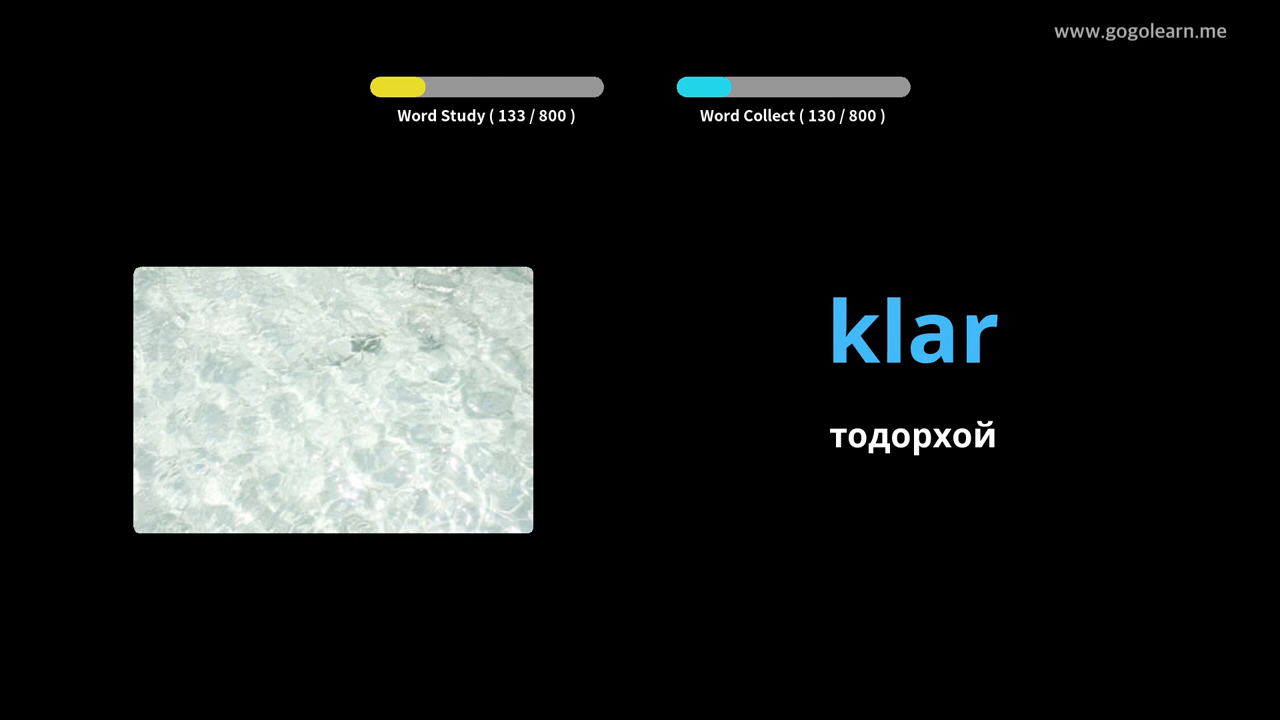 www.gogolearn.me
Word Study ( 133 / 800 )
Word Collect ( 130 / 800 )
klar
тодорхой